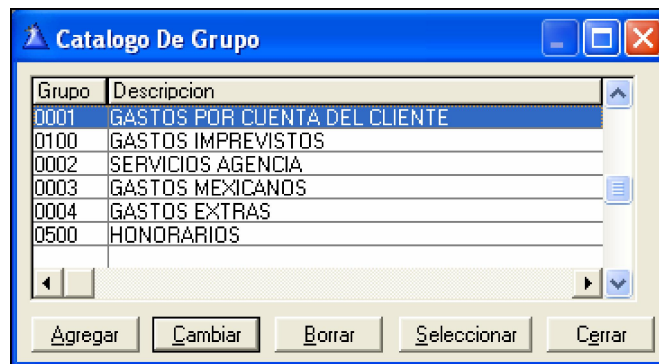 Catalogo De Grupo
Grupo Descripcion
0001 GASTOS POR CUENTA DEL CLIENTE
0100 GASTOS IMPREVISTOS
0002 SERVICIOS AGENCIA
0003 GASTOS MEXICANOS
0004 GASTOS EXTRAS
0500 HONORARIOS
Agregar Cambiar Borrar Seleccionar Cerrar